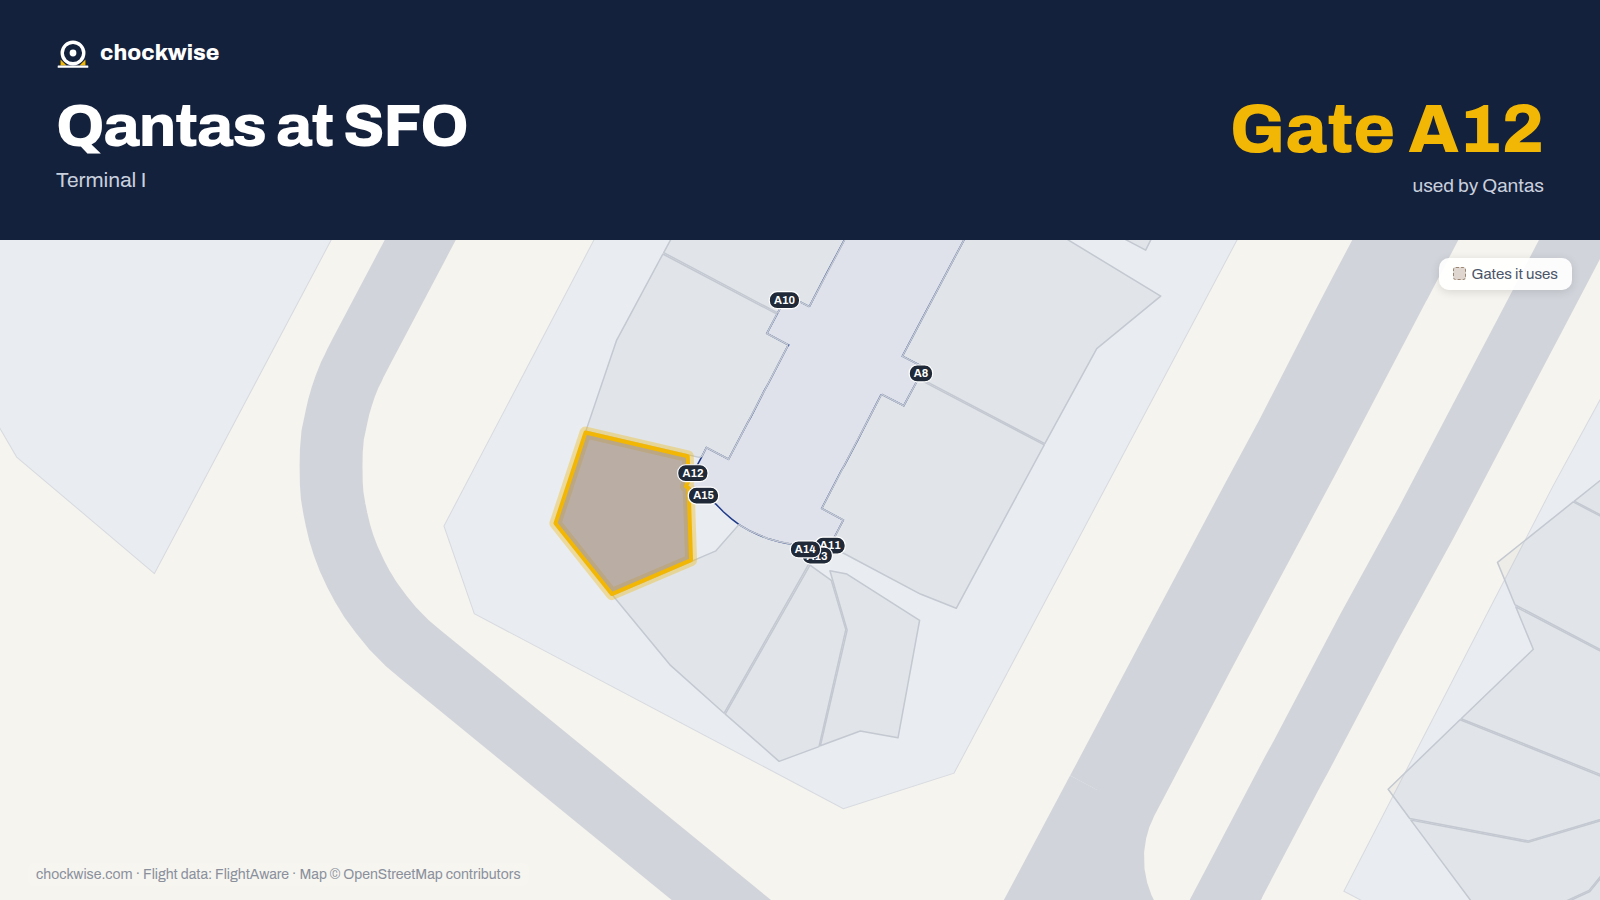 chockwise
Qantas at SFO
Terminal I
Gate A12
used by Qantas
Gates it uses
A10
A8
A12
A15
A14
A11
A13
chockwise.com · Flight data: FlightAware · Map © OpenStreetMap contributors